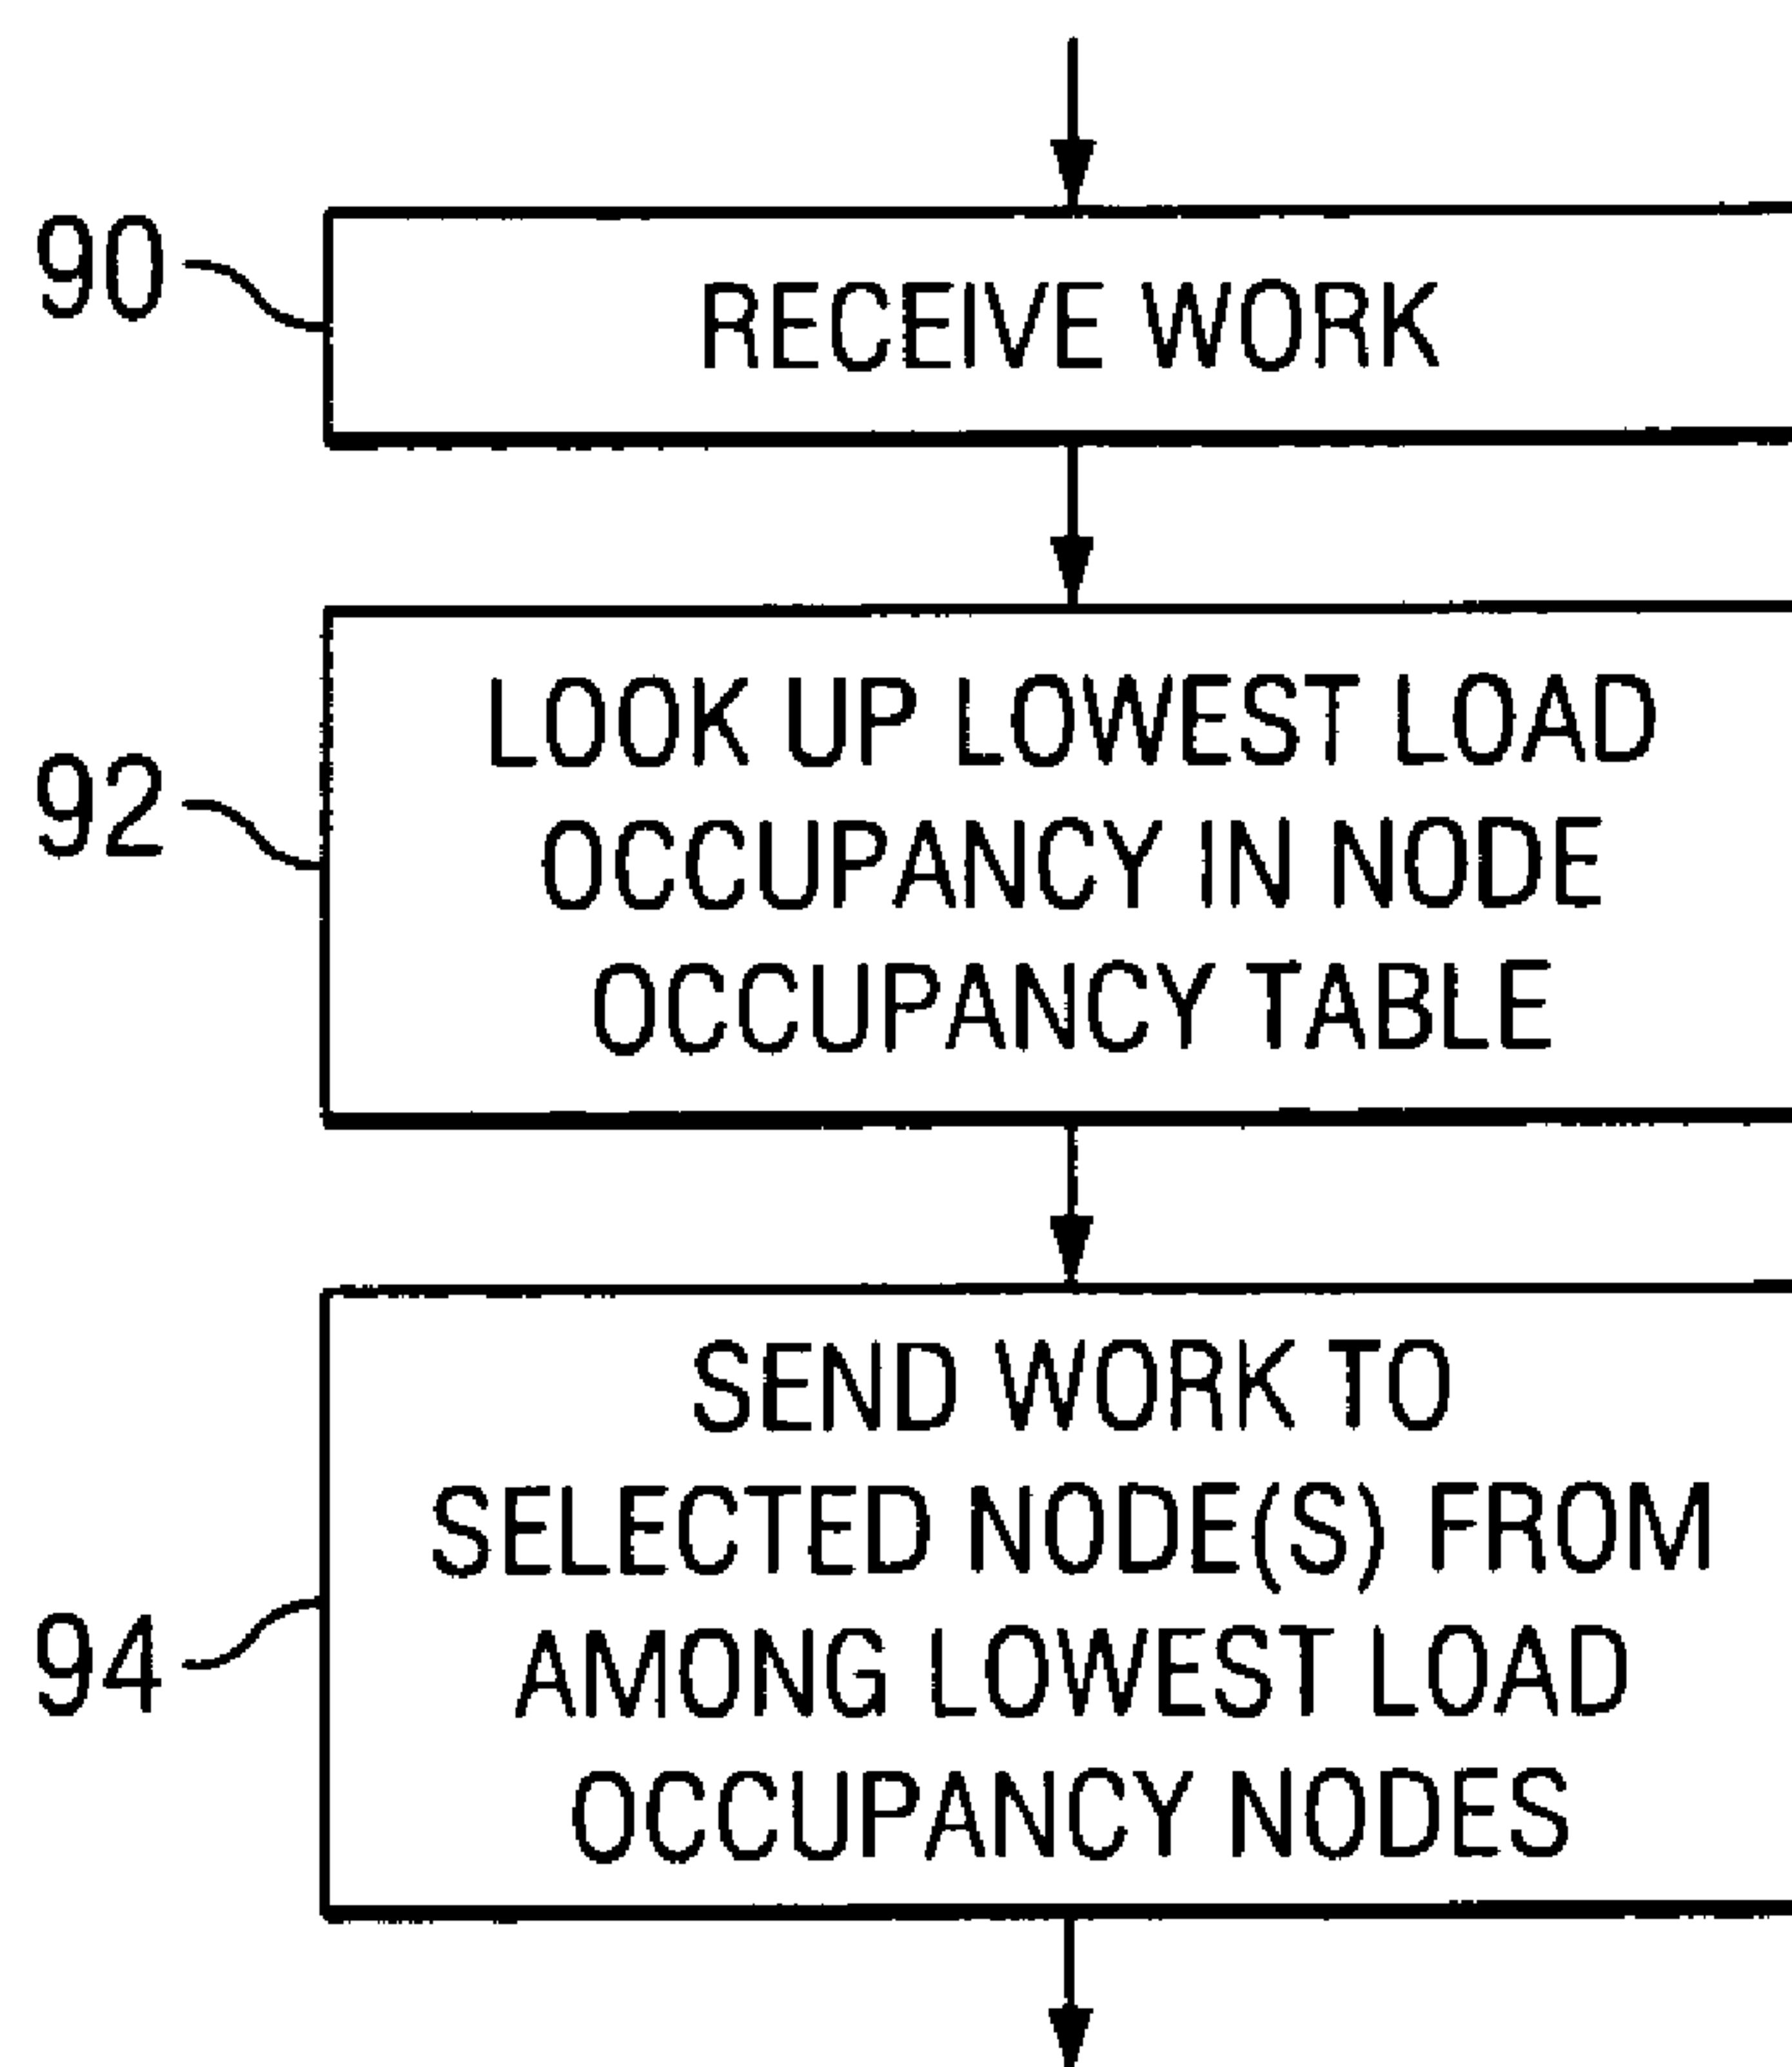 90
RECEIVE WORK
92
LOOK UP LOWEST LOAD
OCCUPANCY IN NODE
OCCUPANCY TABLE
94
SEND WORK TO
SELECTED NODE(S) FROM
AMONG LOWEST LOAD
OCCUPANCY NODES